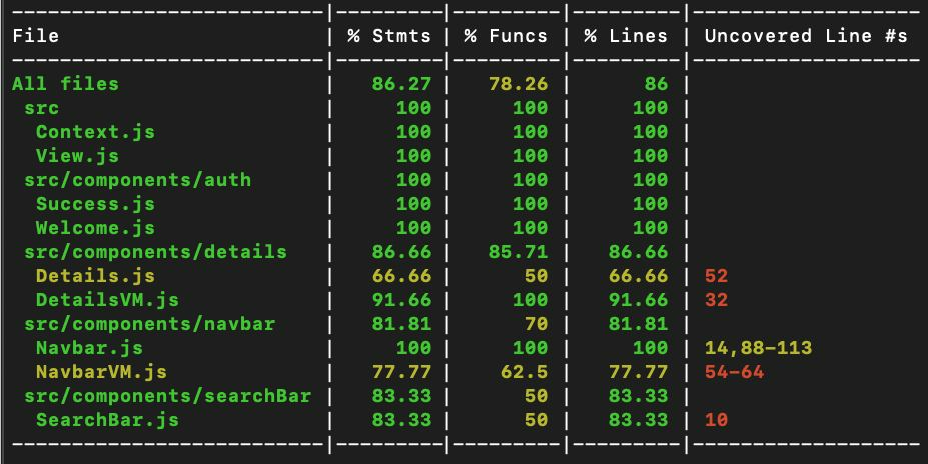 ---------------------------|---------|---------|---------|-------------------
File                       | % Stmts | % Funcs | % Lines | Uncovered Line #s
---------------------------|---------|---------|---------|-------------------
All files                  |   86.27 |   78.26 |      86 |
 src                       |     100 |     100 |     100 |
  Context.js               |     100 |     100 |     100 |
  View.js                  |     100 |     100 |     100 |
 src/components/auth       |     100 |     100 |     100 |
  Success.js               |     100 |     100 |     100 |
  Welcome.js               |     100 |     100 |     100 |
 src/components/details    |   86.66 |   85.71 |   86.66 |
  Details.js               |   66.66 |      50 |   66.66 | 52
  DetailsVM.js             |   91.66 |     100 |   91.66 | 32
 src/components/navbar     |   81.81 |      70 |   81.81 |
  Navbar.js                |     100 |     100 |     100 | 14,88-113
  NavbarVM.js              |   77.77 |    62.5 |   77.77 | 54-64
 src/components/searchBar  |   83.33 |      50 |   83.33 |
  SearchBar.js             |   83.33 |      50 |   83.33 | 10
---------------------------|---------|---------|---------|-------------------